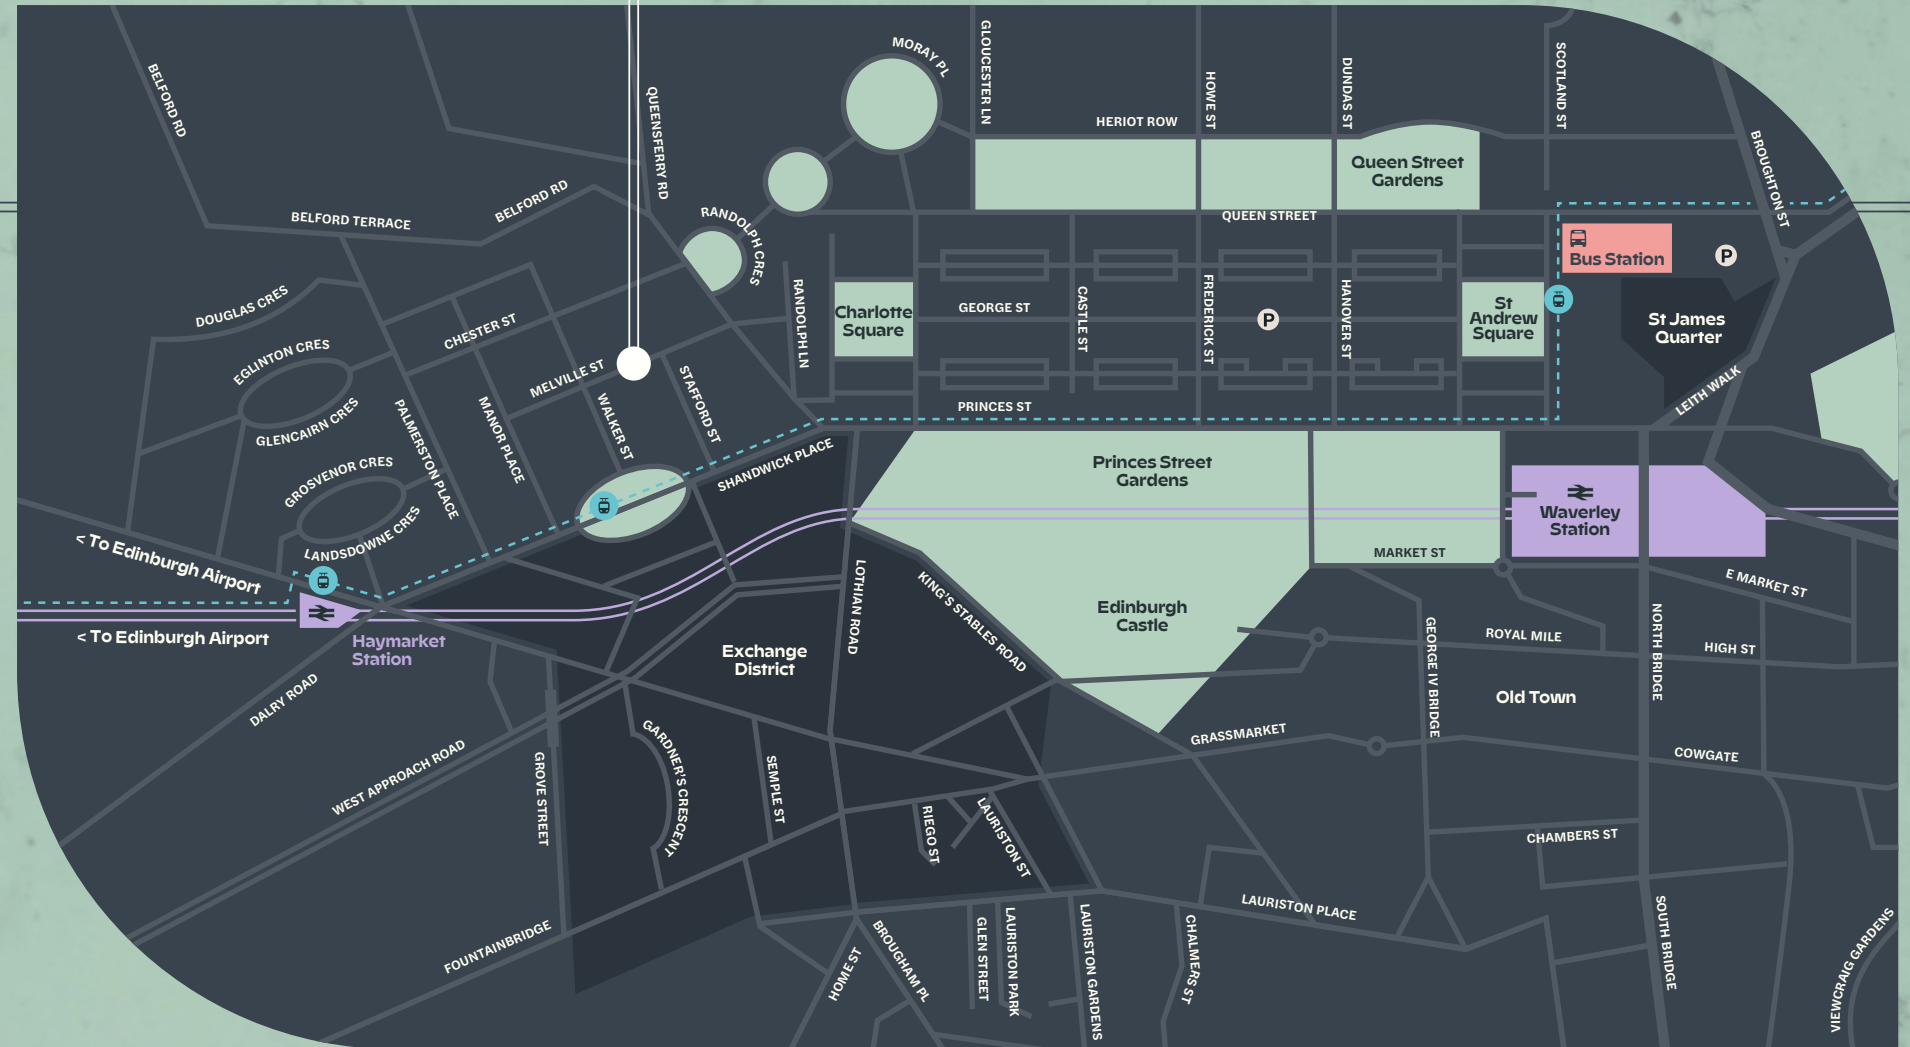 MORAY PL
GLOUCESTER LN
HOWE ST
DUNDAS ST
SCOTLAND ST
BELFORD RD
QUEENSFERRY RD
HERIOT ROW
BROUGHTON ST
Queen Street
Gardens
BELFORD RD
BELFORD TERRACE
RANDOLPH CRES
QUEEN STREET
Bus Station
P
DOUGLAS CRES
RANDOLPH LN
Charlotte
Square
GEORGE ST
CASTLE ST
FREDERICK ST
P
HANOVER ST
St
Andrew
Square
St James
Quarter
CHESTER ST
EGLINTON CRES
MELVILLE ST
STAFFORD ST
LEITH WALK
GLENCAIRN CRES
PALMERSTON PLACE
MANOR PLACE
WALKER ST
PRINCES ST
SHANDWICK PLACE
GROSVENOR CRES
Princes Street
Gardens
Waverley
Station
LANDSDOWNE CRES
< To Edinburgh Airport
MARKET ST
E MARKET ST
LOTHIAN ROAD
KING'S STABLES ROAD
Edinburgh
Castle
GEORGE IV BRIDGE
ROYAL MILE
NORTH BRIDGE
HIGH ST
< To Edinburgh Airport
Haymarket
Station
Exchange
District
DALRY ROAD
Old Town
GRASSMARKET
COWGATE
WEST APPROACH ROAD
GROVE STREET
GARDNER'S CRESCENT
SEMPLE ST
RIEGO ST
LAURISTON ST
CHAMBERS ST
LAURISTON PLACE
FOUNTAINBRIDGE
HOME ST
BROUGHAM PL
GLEN STREET
LAURISTON PARK
LAURISTON GARDENS
CHALMERS ST
SOUTH BRIDGE
VIEWCRAIG GARDENS